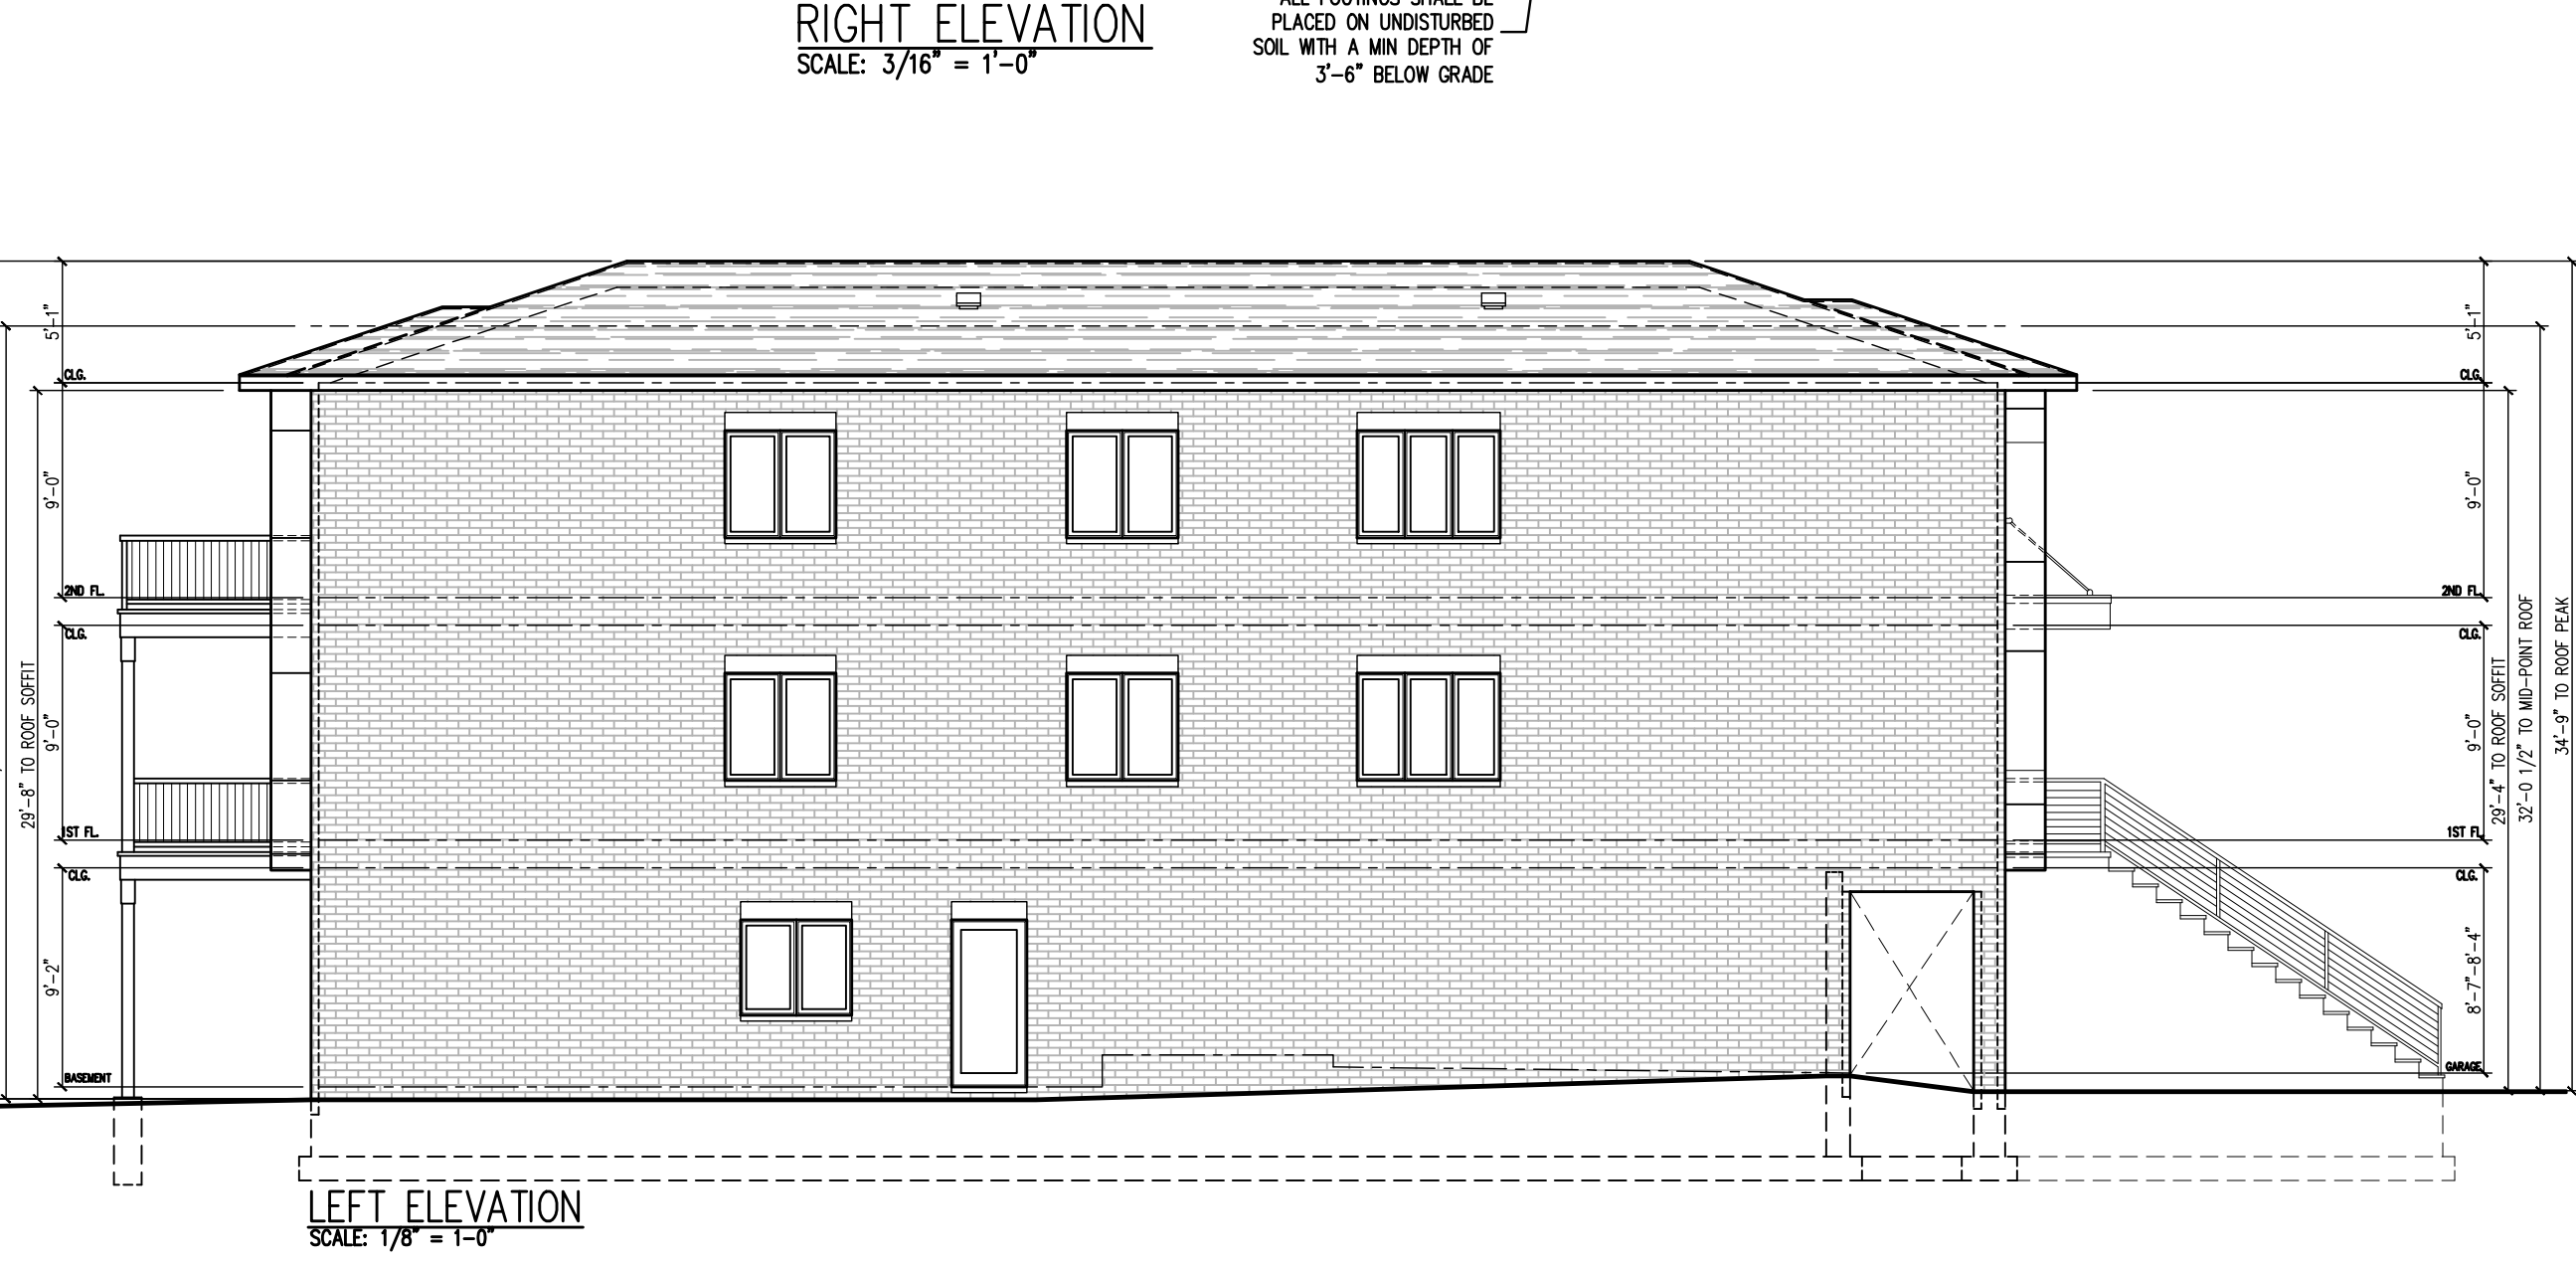 RIGHT ELEVATION
SCALE: 3/16" = 1'-0"
ALL FOOTINGS SHALL BE
PLACED ON UNDISTURBED
SOIL WITH A MIN DEPTH OF
3'-6" BELOW GRADE
5'-1"
CLG.
9'-0"
2ND FL.
CLG.
9'-0"
29'-8" TO ROOF SOFFIT
1ST FL.
CLG.
9'-2"
BASEMENT
5'-1"
CLG.
9'-0"
2ND FL.
CLG.
9'-0"
29'-4" TO ROOF SOFFIT
32'-0 1/2" TO MID-POINT ROOF
34'-9" TO ROOF PEAK
1ST FL.
CLG.
8'-7"-8'-4"
GARAGE
LEFT ELEVATION
SCALE: 1/8" = 1-0"